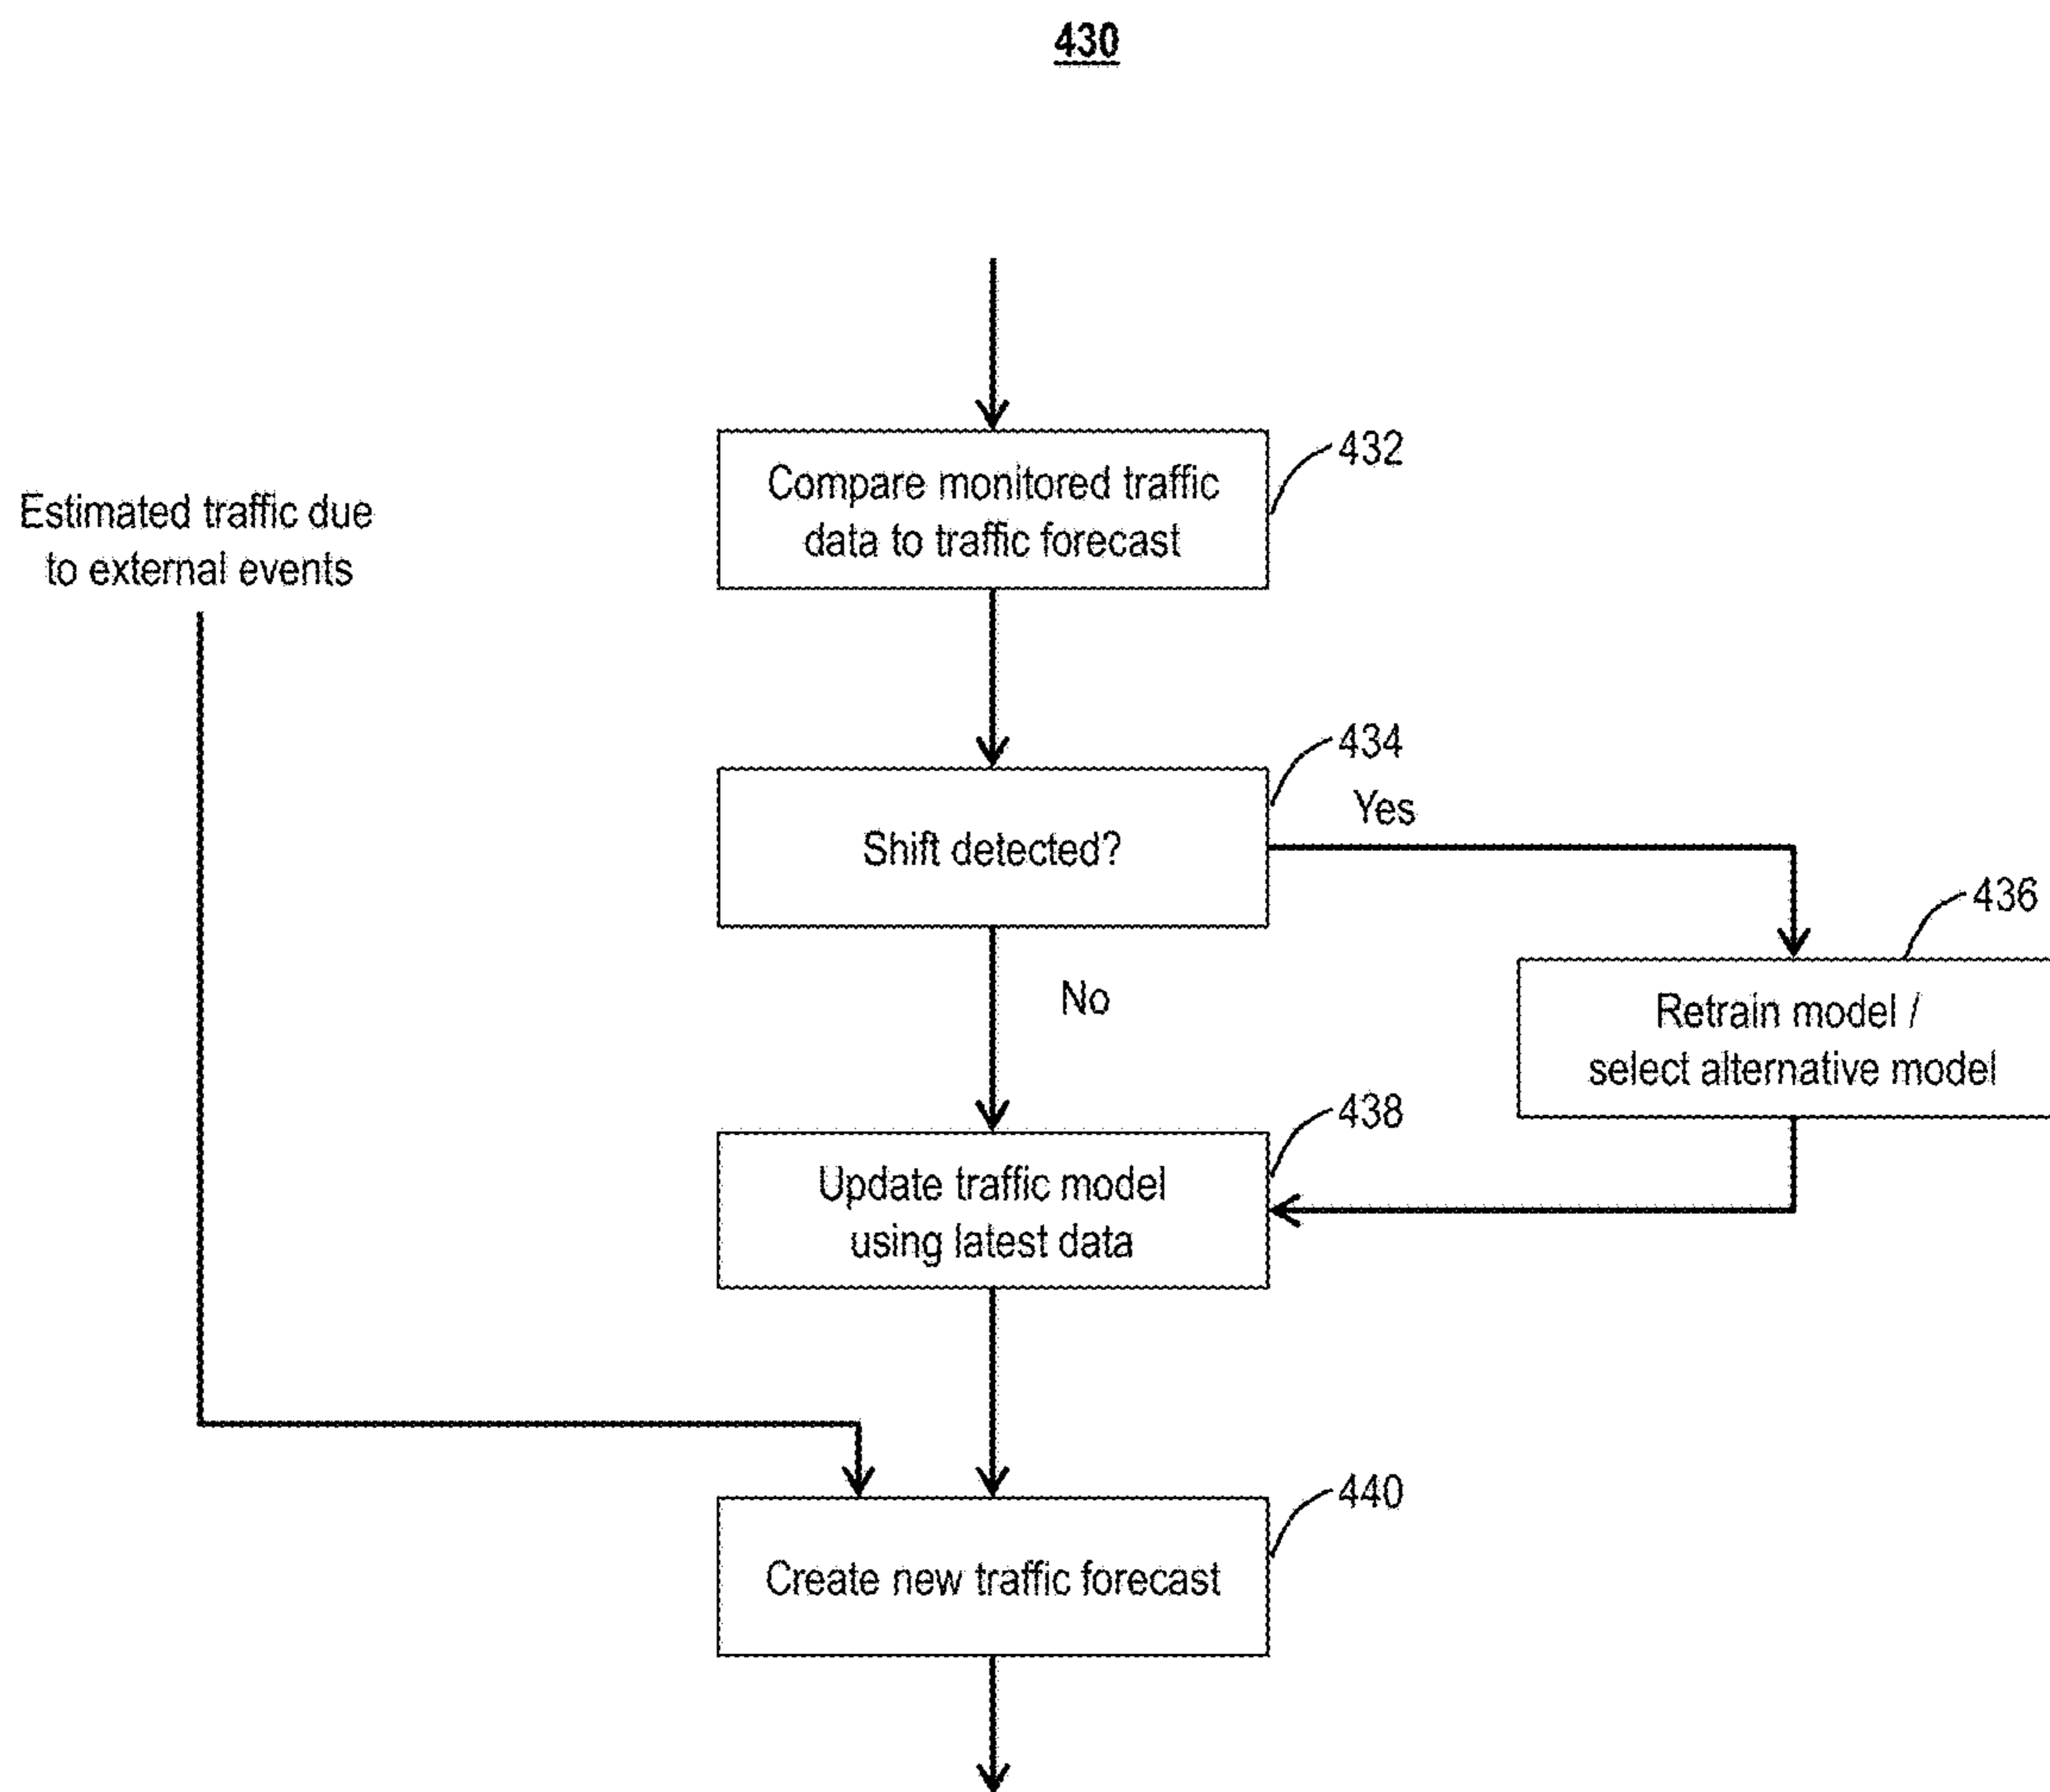 430
Compare monitored traffic
data to traffic forecast
432
Estimated traffic due
to external events
Shift detected?
434
Yes
No
Retrain model /
select alternative model
436
Update traffic model
using latest data
438
Create new traffic forecast
440